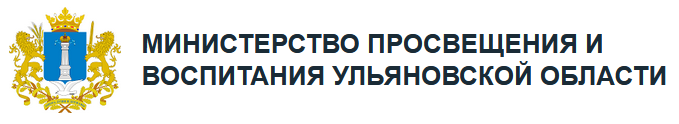 МИНИСТЕРСТВО ПРОСВЕЩЕНИЯ И
ВОСПИТАНИЯ УЛЬЯНОВСКОЙ ОБЛАСТИ